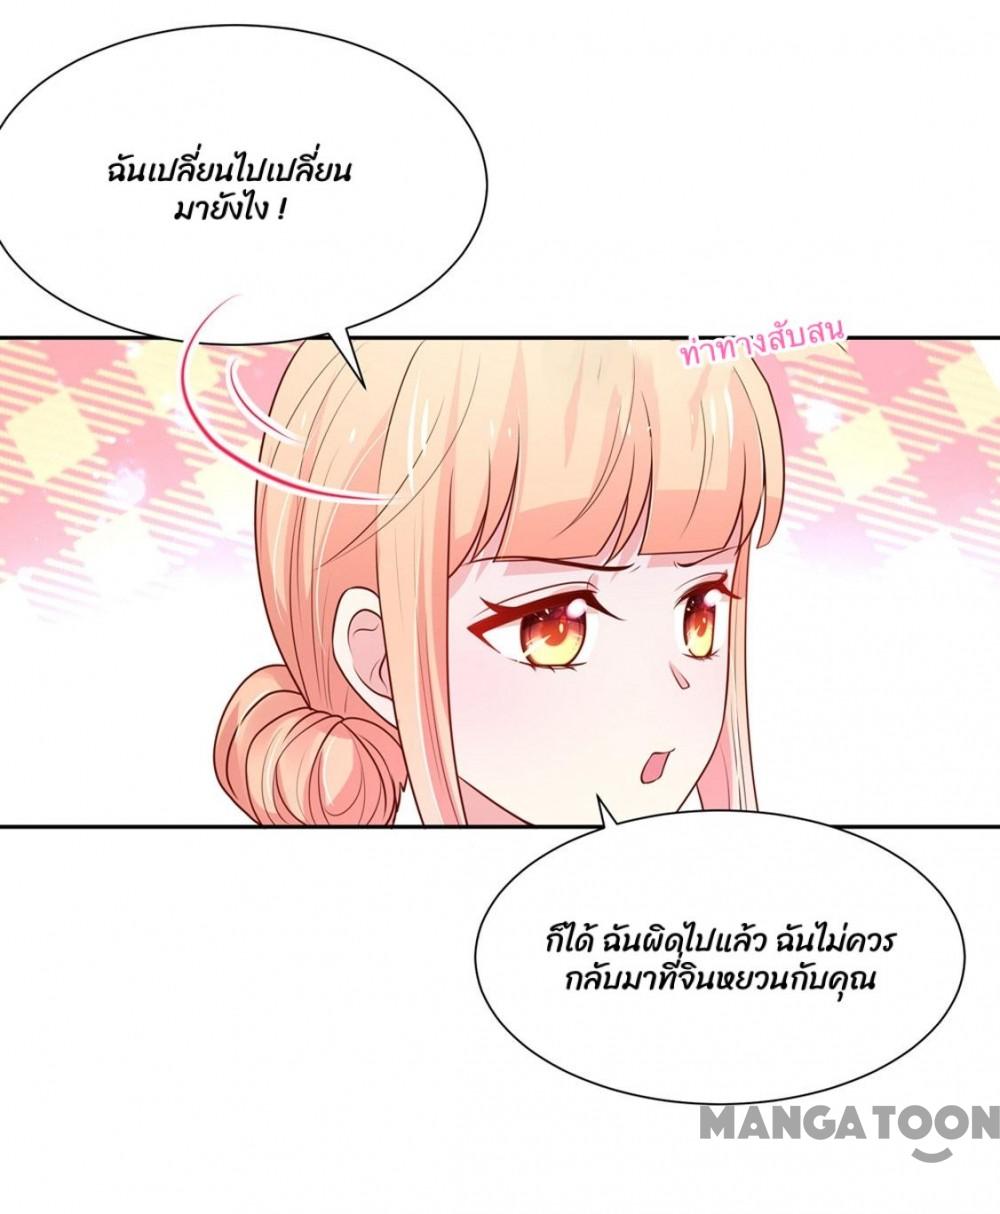 ฉันเปลี่ยนไปเปลี่ยน
มายังไง !
ท่าทางสับสน
ก็ได้ ฉันผิดไปแล้ว ฉันไม่ควร
กลับมาที่จินหยวนกับคุณ
MANGATOON